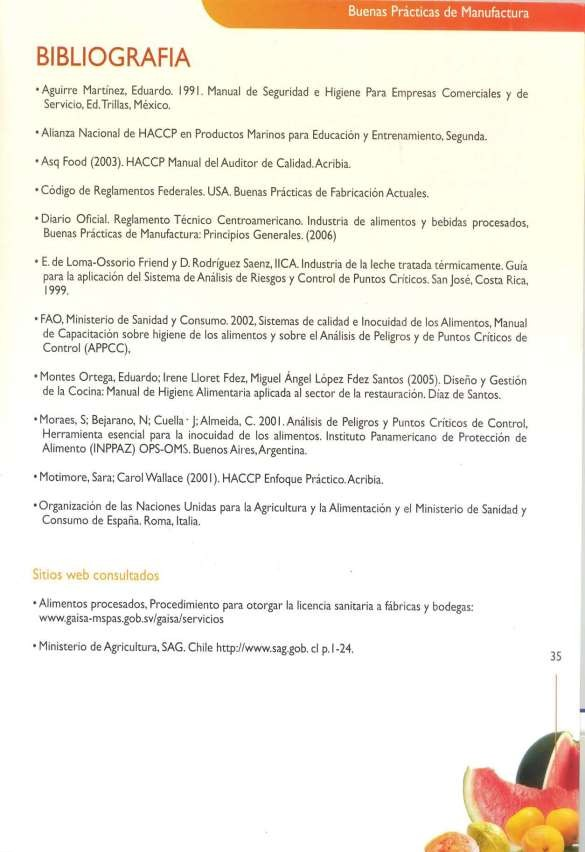 Buenas Prácticas de Manufactura
BIBLIOGRAFIA
• Aguirre Martínez, Eduardo. 1991. Manual de Seguridad e Higiene Para Empresas Comerciales y de
Servicio, Ed. Trillas, México.
• Alianza Nacional de HACCP en Productos Marinos para Educación y Entrenamiento, Segunda.
• Asq Food (2003). HACCP Manual del Auditor de Calidad. Acribia.
• Código de Reglamentos Federales. USA. Buenas Prácticas de Fabricación Actuales.
• Diario Oficial. Reglamento Técnico Centroamericano. Industria de alimentos y bebidas procesados,
Buenas Prácticas de Manufactura: Principios Generales. (2006)
• E. de Loma-Ossorio Friend y D. Rodríguez Saenz, IICA. Industria de la leche tratada térmicamente. Guía
para la aplicación del Sistema de Análisis de Riesgos y Control de Puntos Críticos. San José, Costa Rica,
1999.
• FAO, Ministerio de Sanidad y Consumo. 2002, Sistemas de calidad e Inocuidad de los Alimentos, Manual
de Capacitación sobre higiene de los alimentos y sobre el Análisis de Peligros y de Puntos Críticos de
Control (APPCC),
• Montes Ortega, Eduardo; Irene Lloret Fdez, Miguel Ángel López Fdez Santos (2005). Diseño y Gestión
de la Cocina: Manual de Higiene Alimentaria aplicada al sector de la restauración. Díaz de Santos.
• Moraes, S; Bejarano, N; Cuella J; Almeida, C. 2001. Análisis de Peligros y Puntos Críticos de Control,
Herramienta esencial para la inocuidad de los alimentos. Instituto Panamericano de Protección de
Alimento (INPPAZ) OPS-OMS. Buenos Aires, Argentina.
• Motimore, Sara; Carol Wallace (2001). HACCP Enfoque Práctico. Acribia.
• Organización de las Naciones Unidas para la Agricultura y la Alimentación y el Ministerio de Sanidad y
Consumo de España. Roma, Italia.
Sitios web consultados
• Alimentos procesados, Procedimiento para otorgar la licencia sanitaria a fábricas y bodegas:
www.gaisa-mspas.gob.sv/gaisa/servicios
• Ministerio de Agricultura, SAG. Chile http://www.sag.gob. cl p.1-24.
35